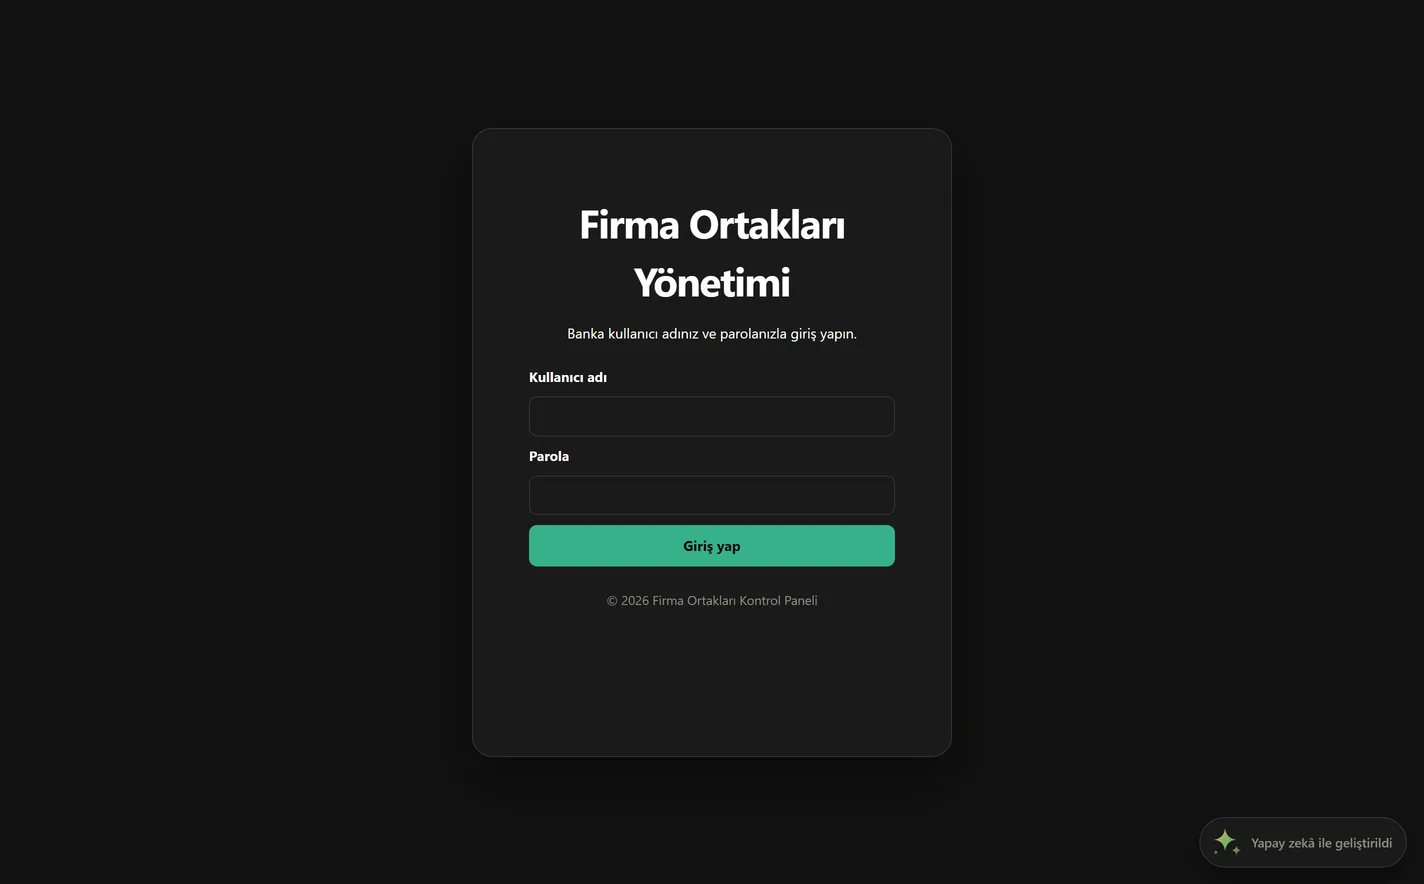 Firma Ortakları
Yönetimi
Banka kullanıcı adınız ve parolanızla giriş yapın.
Kullanıcı adı
Parola
Giriş yap
© 2026 Firma Ortakları Kontrol Paneli
Yapay zekâ ile geliştirildi